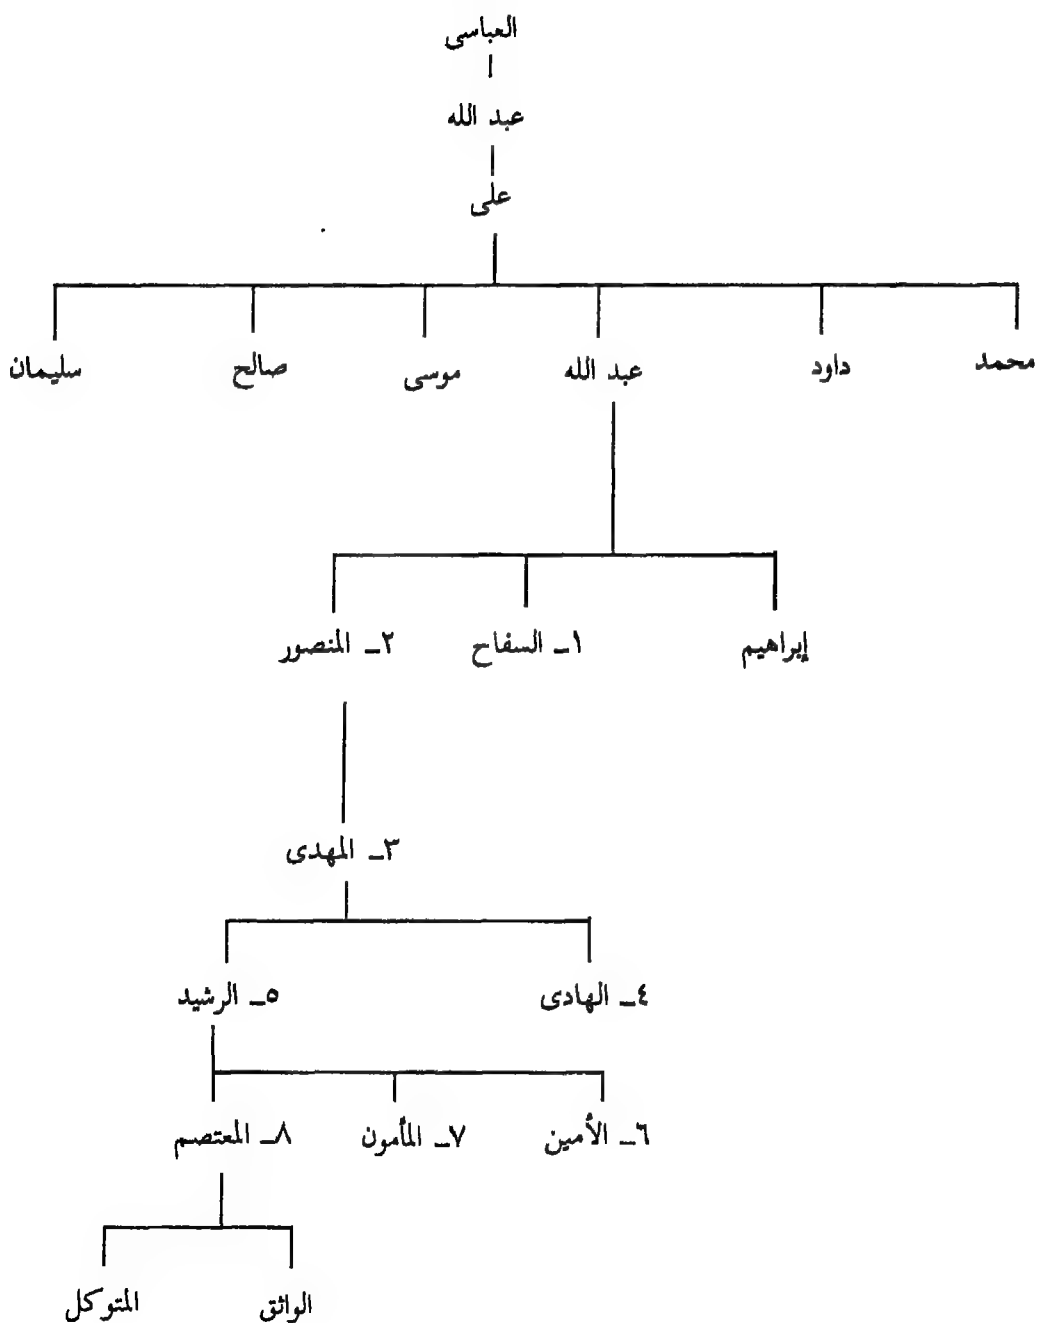 العباسى
عبد الله
على
محمد داود عبد الله موسى صالح سليمان
إبراهيم ١ـ السفاح ٢ـ المنصور
٣ـ المهدى
٤ـ الهادى ٥ـ الرشيد
٦ـ الأمين ٧ـ المأمون ٨ـ المعتصم
الواثق المتوكل